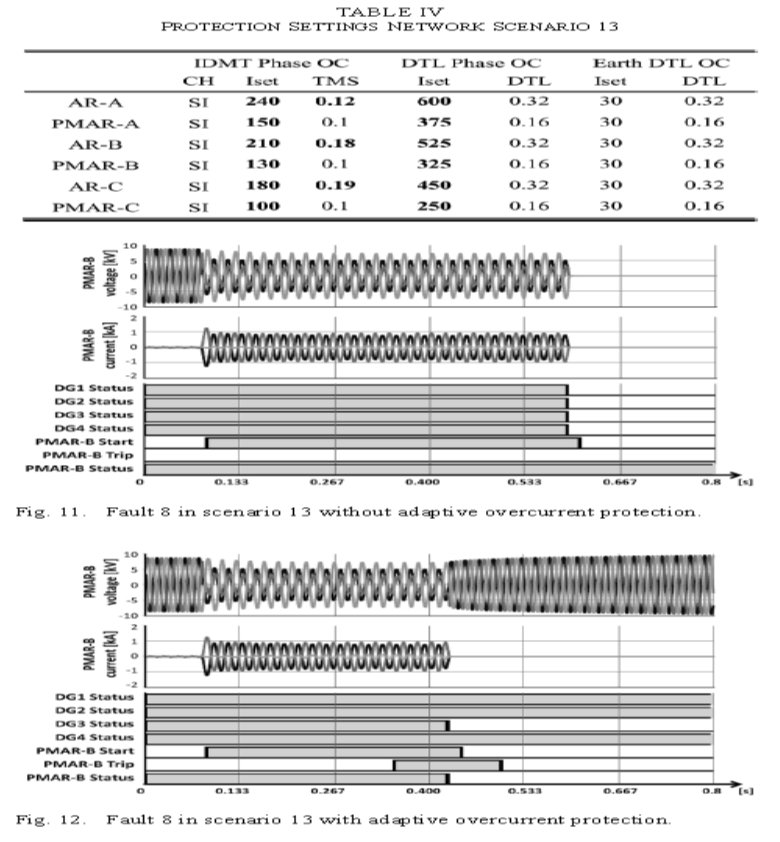 TABLE IV
PROTECTION SETTINGS NETWORK SCENARIO 13
IDMT Phase OC DTL Phase OC Earth DTL OC
CH Iset TMS Iset DTL Iset DTL
AR-A SI 240 0.12 600 0.32 30 0.32
PMAR-A SI 150 0.1 375 0.16 30 0.16
AR-B SI 210 0.18 525 0.32 30 0.32
PMAR-B SI 130 0.1 325 0.16 30 0.16
AR-C SI 180 0.19 450 0.32 30 0.32
PMAR-C SI 100 0.1 250 0.16 30 0.16
PMAR-B
voltage [kV]
10
5
0
-5
-10
PMAR-B
current [kA]
2
1
0
-1
-2
DG1 Status
DG2 Status
DG3 Status
DG4 Status
PMAR-B Start
PMAR-B Trip
PMAR-B Status
0 0.133 0.267 0.400 0.533 0.667 0.8 [s]
Fig. 11. Fault 8 in scenario 13 without adaptive overcurrent protection.
PMAR-B
voltage [kV]
10
5
0
-5
-10
PMAR-B
current [kA]
2
1
0
-1
-2
DG1 Status
DG2 Status
DG3 Status
DG4 Status
PMAR-B Start
PMAR-B Trip
PMAR-B Status
0 0.133 0.267 0.400 0.533 0.667 0.8 [s]
Fig. 12. Fault 8 in scenario 13 with adaptive overcurrent protection.